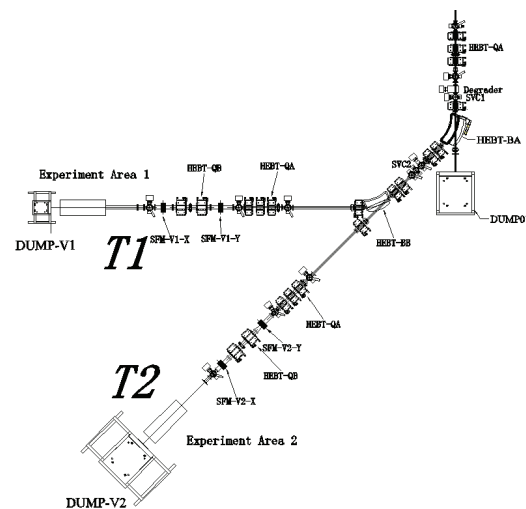 HEBT-QA
Degrader
SVC1
HEBT-BA
SVC2
HEBT-QB
HEBT-QA
Experiment Area 1
DUMP0
DUMP-V1
T1
SFM-V1-X
SFM-V1-Y
HEBT-BB
HEBT-QA
SFM-V2-Y
HEBT-QB
T2
SFM-V2-X
Experiment Area 2
DUMP-V2